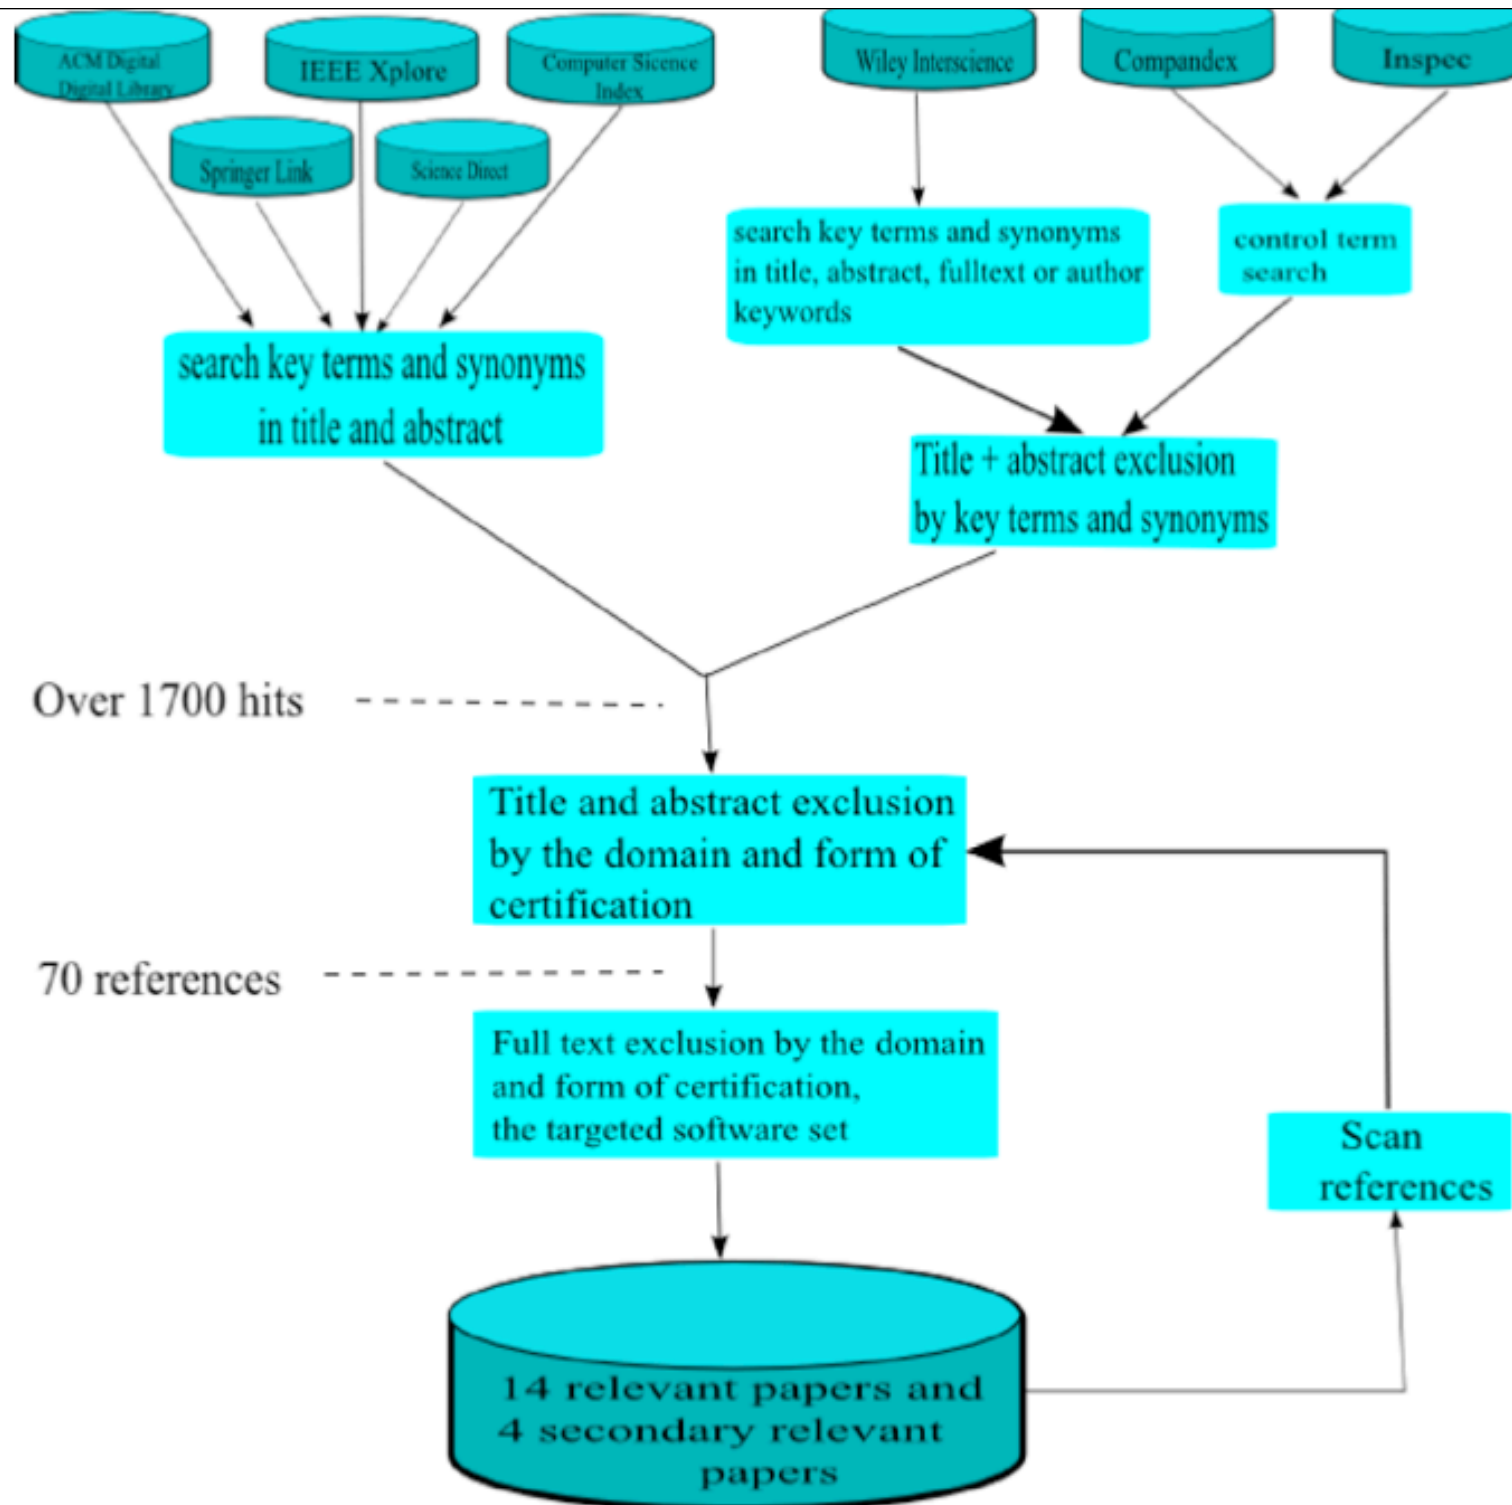 ACM Digital
Digital Library
IEEE Xplore
Computer Sicence
Index
Wiley Interscience
Compandex
Inspec
Springer Link
Science Direct
search key terms and synonyms
in title, abstract, fulltext or author
keywords
control term
search
search key terms and synonyms
in title and abstract
Title + abstract exclusion
by key terms and synonyms
Over 1700 hits
Title and abstract exclusion
by the domain and form of
certification
70 references
Full text exclusion by the domain
and form of certification,
the targeted software set
Scan
references
14 relevant papers and
4 secondary relevant
papers